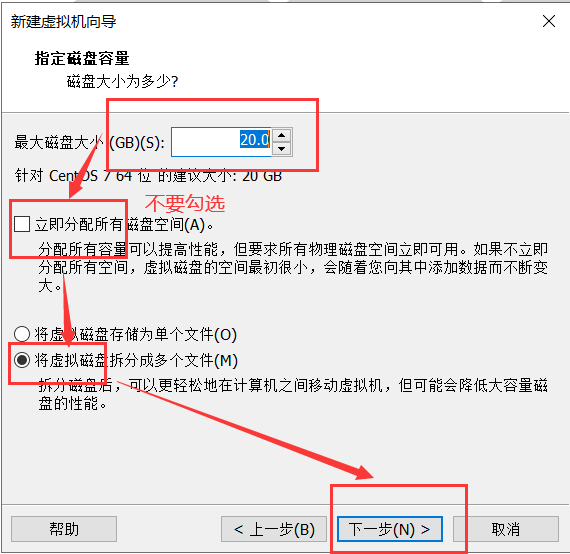 新建虚拟机向导
指定磁盘容量
磁盘大小为多少?
最大磁盘大小 (GB)(S): 20.0
针对 CentOS 7 64 位 的建议大小: 20 GB
不要勾选
立即分配所有磁盘空间(A)。
分配所有容量可以提高性能，但要求所有物理磁盘空间立即可用。如果不立即
分配所有空间，虚拟磁盘的空间最初很小，会随着您向其中添加数据而不断变
大。
将虚拟磁盘存储为单个文件(O)
将虚拟磁盘拆分成多个文件(M)
拆分磁盘后，可以更轻松地在计算机之间移动虚拟机，但可能会降低大容量磁
盘的性能。
帮助 < 上一步(B) 下一步(N) > 取消